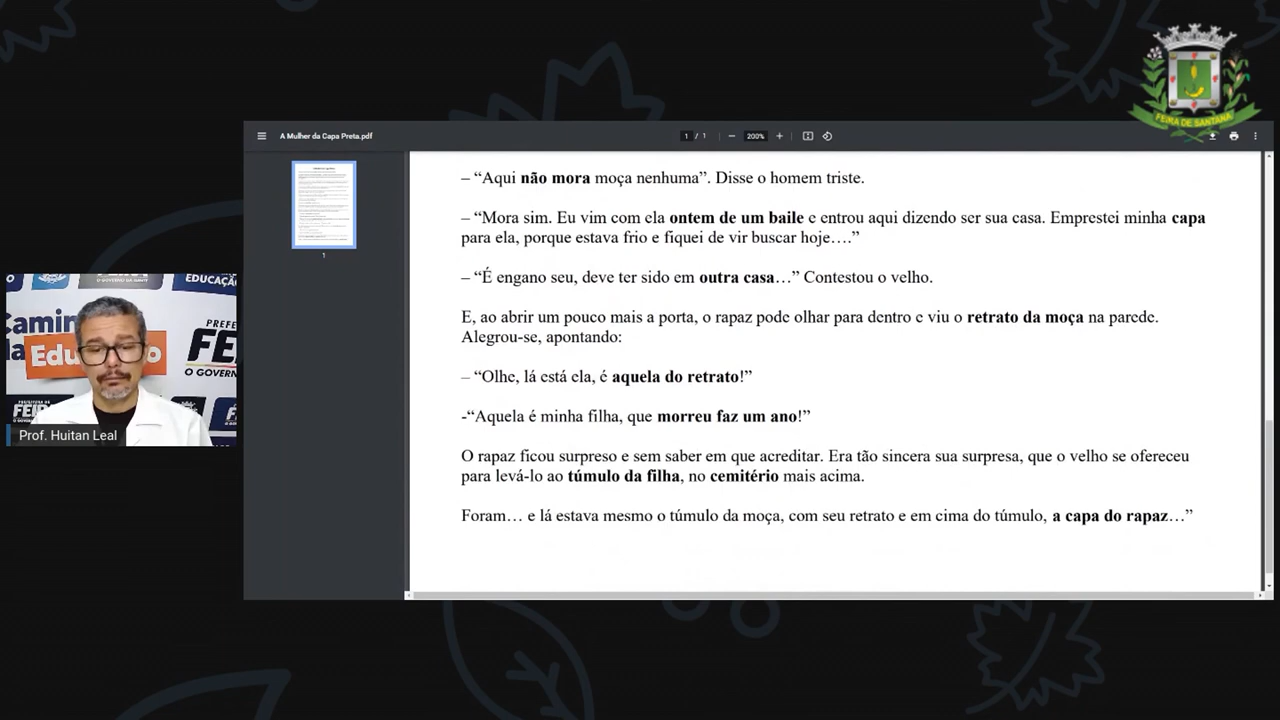 FEIRA DE SANTANA
A Mulher da Capa Preta.pdf
1 / 1
200%
– “Aqui não mora moça nenhuma”. Disse o homem triste.
– “Mora sim. Eu vim com ela ontem de um baile e entrou aqui dizendo ser sua casa. Emprestei minha capa
para ela, porque estava frio e fiquei de vir buscar hoje….”
– “É engano seu, deve ter sido em outra casa…” Contestou o velho.
E, ao abrir um pouco mais a porta, o rapaz pode olhar para dentro e viu o retrato da moça na parede.
Alegrou-se, apontando:
– “Olhe, lá está ela, é aquela do retrato!”
-“Aquela é minha filha, que morreu faz um ano!”
O rapaz ficou surpreso e sem saber em que acreditar. Era tão sincera sua surpresa, que o velho se ofereceu
para levá-lo ao túmulo da filha, no cemitério mais acima.
Foram… e lá estava mesmo o túmulo da moça, com seu retrato e em cima do túmulo, a capa do rapaz…”
1
EDUCAÇÃO
PREFE
FE
O GOVERNO
Prof. Huitan Leal